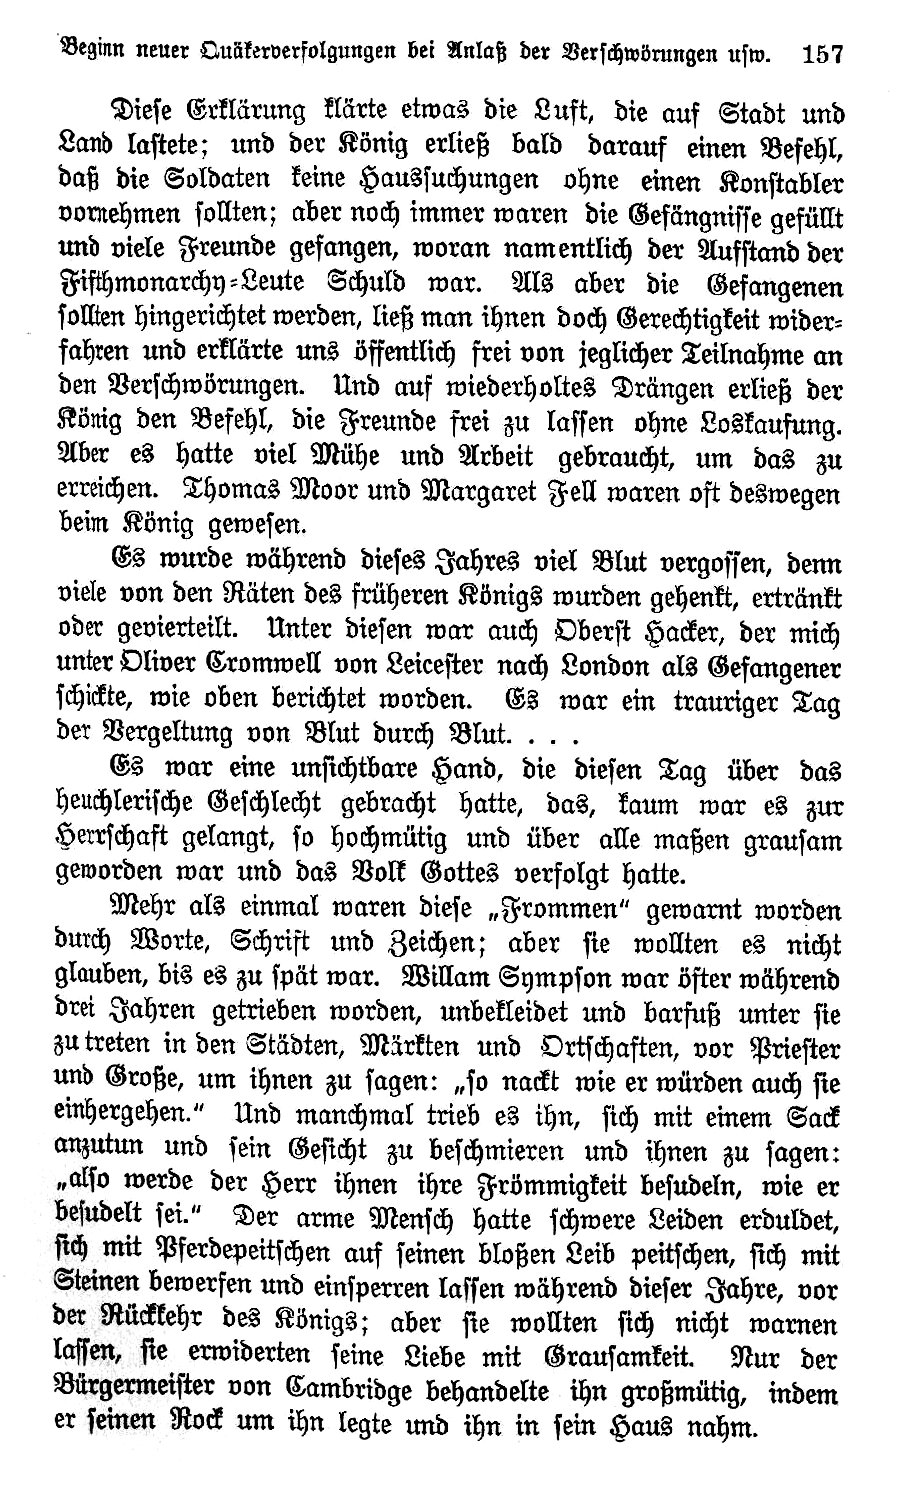 Beginn neuer Quäkerverfolgungen bei Anlaß der Verschwörungen usw. 157
Diese Erklärung klärte etwas die Luft, die auf Stadt und
Land lastete; und der König erließ bald darauf einen Befehl,
daß die Soldaten keine Haussuchungen ohne einen Konstabler
vornehmen sollten; aber noch immer waren die Gefängnisse gefüllt
und viele Freunde gefangen, woran namentlich der Aufstand der
Fifthmonarchy-Leute Schuld war. Als aber die Gefangenen
sollten hingerichtet werden, ließ man ihnen doch Gerechtigkeit wider-
fahren und erklärte uns öffentlich frei von jeglicher Teilnahme an
den Verschwörungen. Und auf wiederholtes Drängen erließ der
König den Befehl, die Freunde frei zu lassen ohne Loskaufung.
Aber es hatte viel Mühe und Arbeit gebraucht, um das zu
erreichen. Thomas Moor und Margaret Fell waren oft deswegen
beim König gewesen.
Es wurde während dieses Jahres viel Blut vergossen, denn
viele von den Räten des früheren Königs wurden gehenkt, ertränkt
oder gevierteilt. Unter diesen war auch Oberst Hacker, der mich
unter Oliver Cromwell von Leicester nach London als Gefangener
schickte, wie oben berichtet worden. Es war ein trauriger Tag
der Vergeltung von Blut durch Blut. . . .
Es war eine unsichtbare Hand, die diesen Tag über das
heuchlerische Geschlecht gebracht hatte, das, kaum war es zur
Herrschaft gelangt, so hochmütig und über alle maßen grausam
geworden war und das Volk Gottes verfolgt hatte.
Mehr als einmal waren diese „Frommen“ gewarnt worden
durch Worte, Schrift und Zeichen; aber sie wollten es nicht
glauben, bis es zu spät war. Willam Sympson war öfter während
drei Jahren getrieben worden, unbekleidet und barfuß unter sie
zu treten in den Städten, Märkten und Ortschaften, vor Priester
und Große, um ihnen zu sagen: „so nackt wie er würden auch sie
einhergehen.“ Und manchmal trieb es ihn, sich mit einem Sack
anzutun und sein Gesicht zu beschmieren und ihnen zu sagen:
„also werde der Herr ihnen ihre Frömmigkeit besudeln, wie er
besudelt sei.“ Der arme Mensch hatte schwere Leiden erduldet,
sich mit Pferdepeitschen auf seinen bloßen Leib peitschen, sich mit
Steinen bewerfen und einsperren lassen während dieser Jahre, vor
der Rückkehr des Königs; aber sie wollten sich nicht warnen
lassen, sie erwiderten seine Liebe mit Grausamkeit. Nur der
Bürgermeister von Cambridge behandelte ihn großmütig, indem
er seinen Rock um ihn legte und ihn in sein Haus nahm.